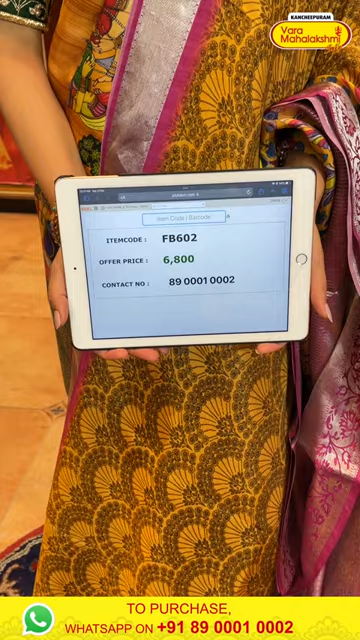 KANCHEEPURAM
Vara
Mahalakshmi
Item Code / Barcode
ITEMCODE : FB602
OFFER PRICE : 6,800
CONTACT NO : 89 0001 0002
TO PURCHASE,
WHATSAPP ON +91 89 0001 0002